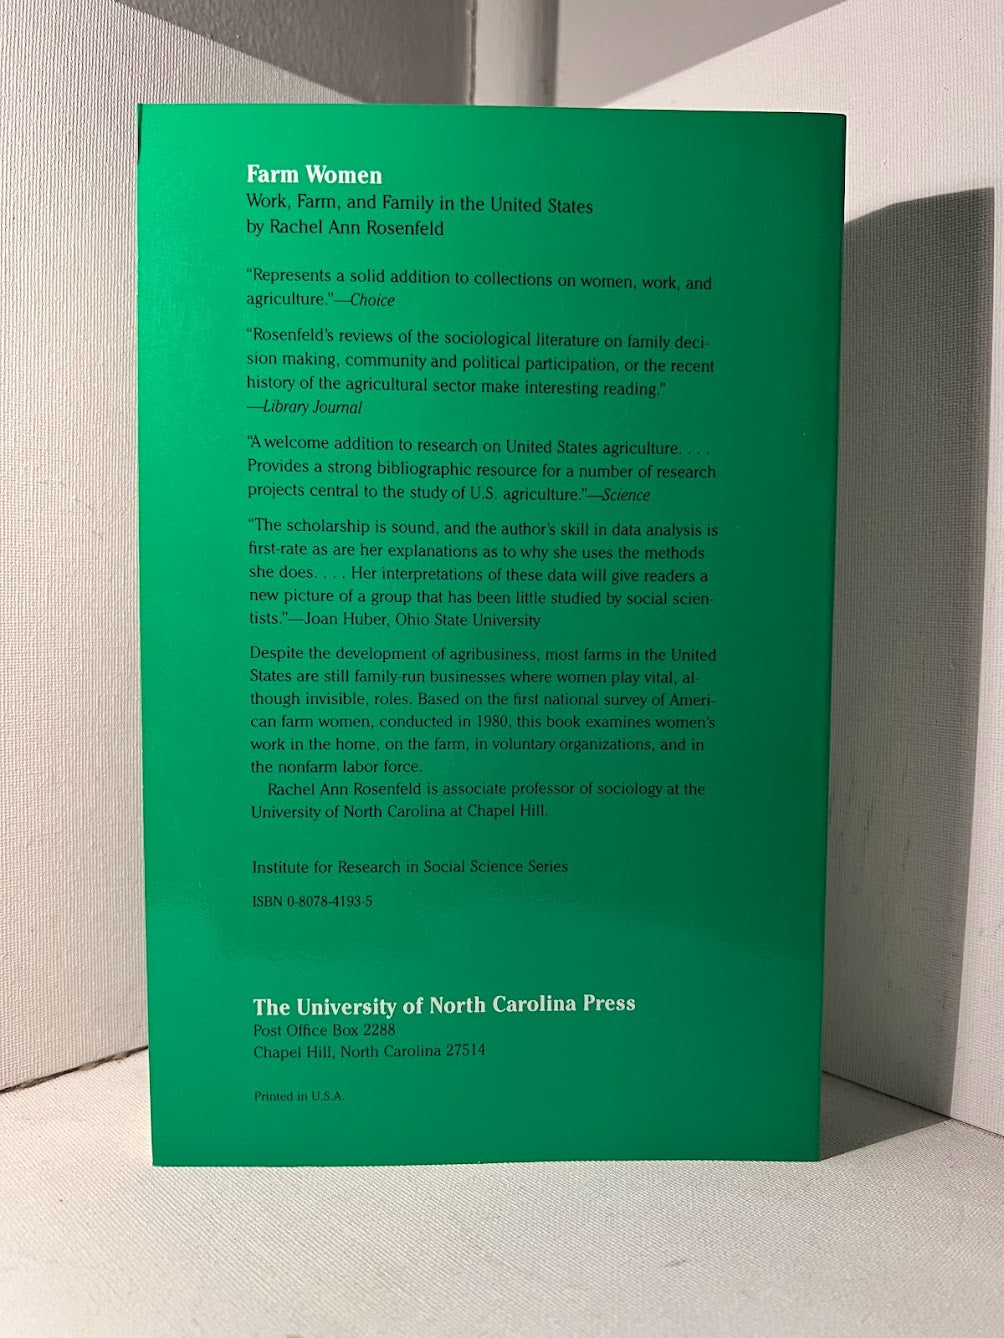 Farm Women
Work, Farm, and Family in the United States
by Rachel Ann Rosenfeld
“Represents a solid addition to collections on women, work, and
agriculture.”—Choice
“Rosenfeld’s reviews of the sociological literature on family deci-
sion making, community and political participation, or the recent
history of the agricultural sector make interesting reading.”
—Library Journal
“A welcome addition to research on United States agriculture. . . .
Provides a strong bibliographic resource for a number of research
projects central to the study of U.S. agriculture.”—Science
“The scholarship is sound, and the author’s skill in data analysis is
first-rate as are her explanations as to why she uses the methods
she does. . . . Her interpretations of these data will give readers a
new picture of a group that has been little studied by social scien-
tists.”—Joan Huber, Ohio State University
Despite the development of agribusiness, most farms in the United
States are still family-run businesses where women play vital, al-
though invisible, roles. Based on the first national survey of Ameri-
can farm women, conducted in 1980, this book examines women’s
work in the home, on the farm, in voluntary organizations, and in
the nonfarm labor force.
Rachel Ann Rosenfeld is associate professor of sociology at the
University of North Carolina at Chapel Hill.
Institute for Research in Social Science Series
ISBN 0-8078-4193-5
The University of North Carolina Press
Post Office Box 2288
Chapel Hill, North Carolina 27514
Printed in U.S.A.